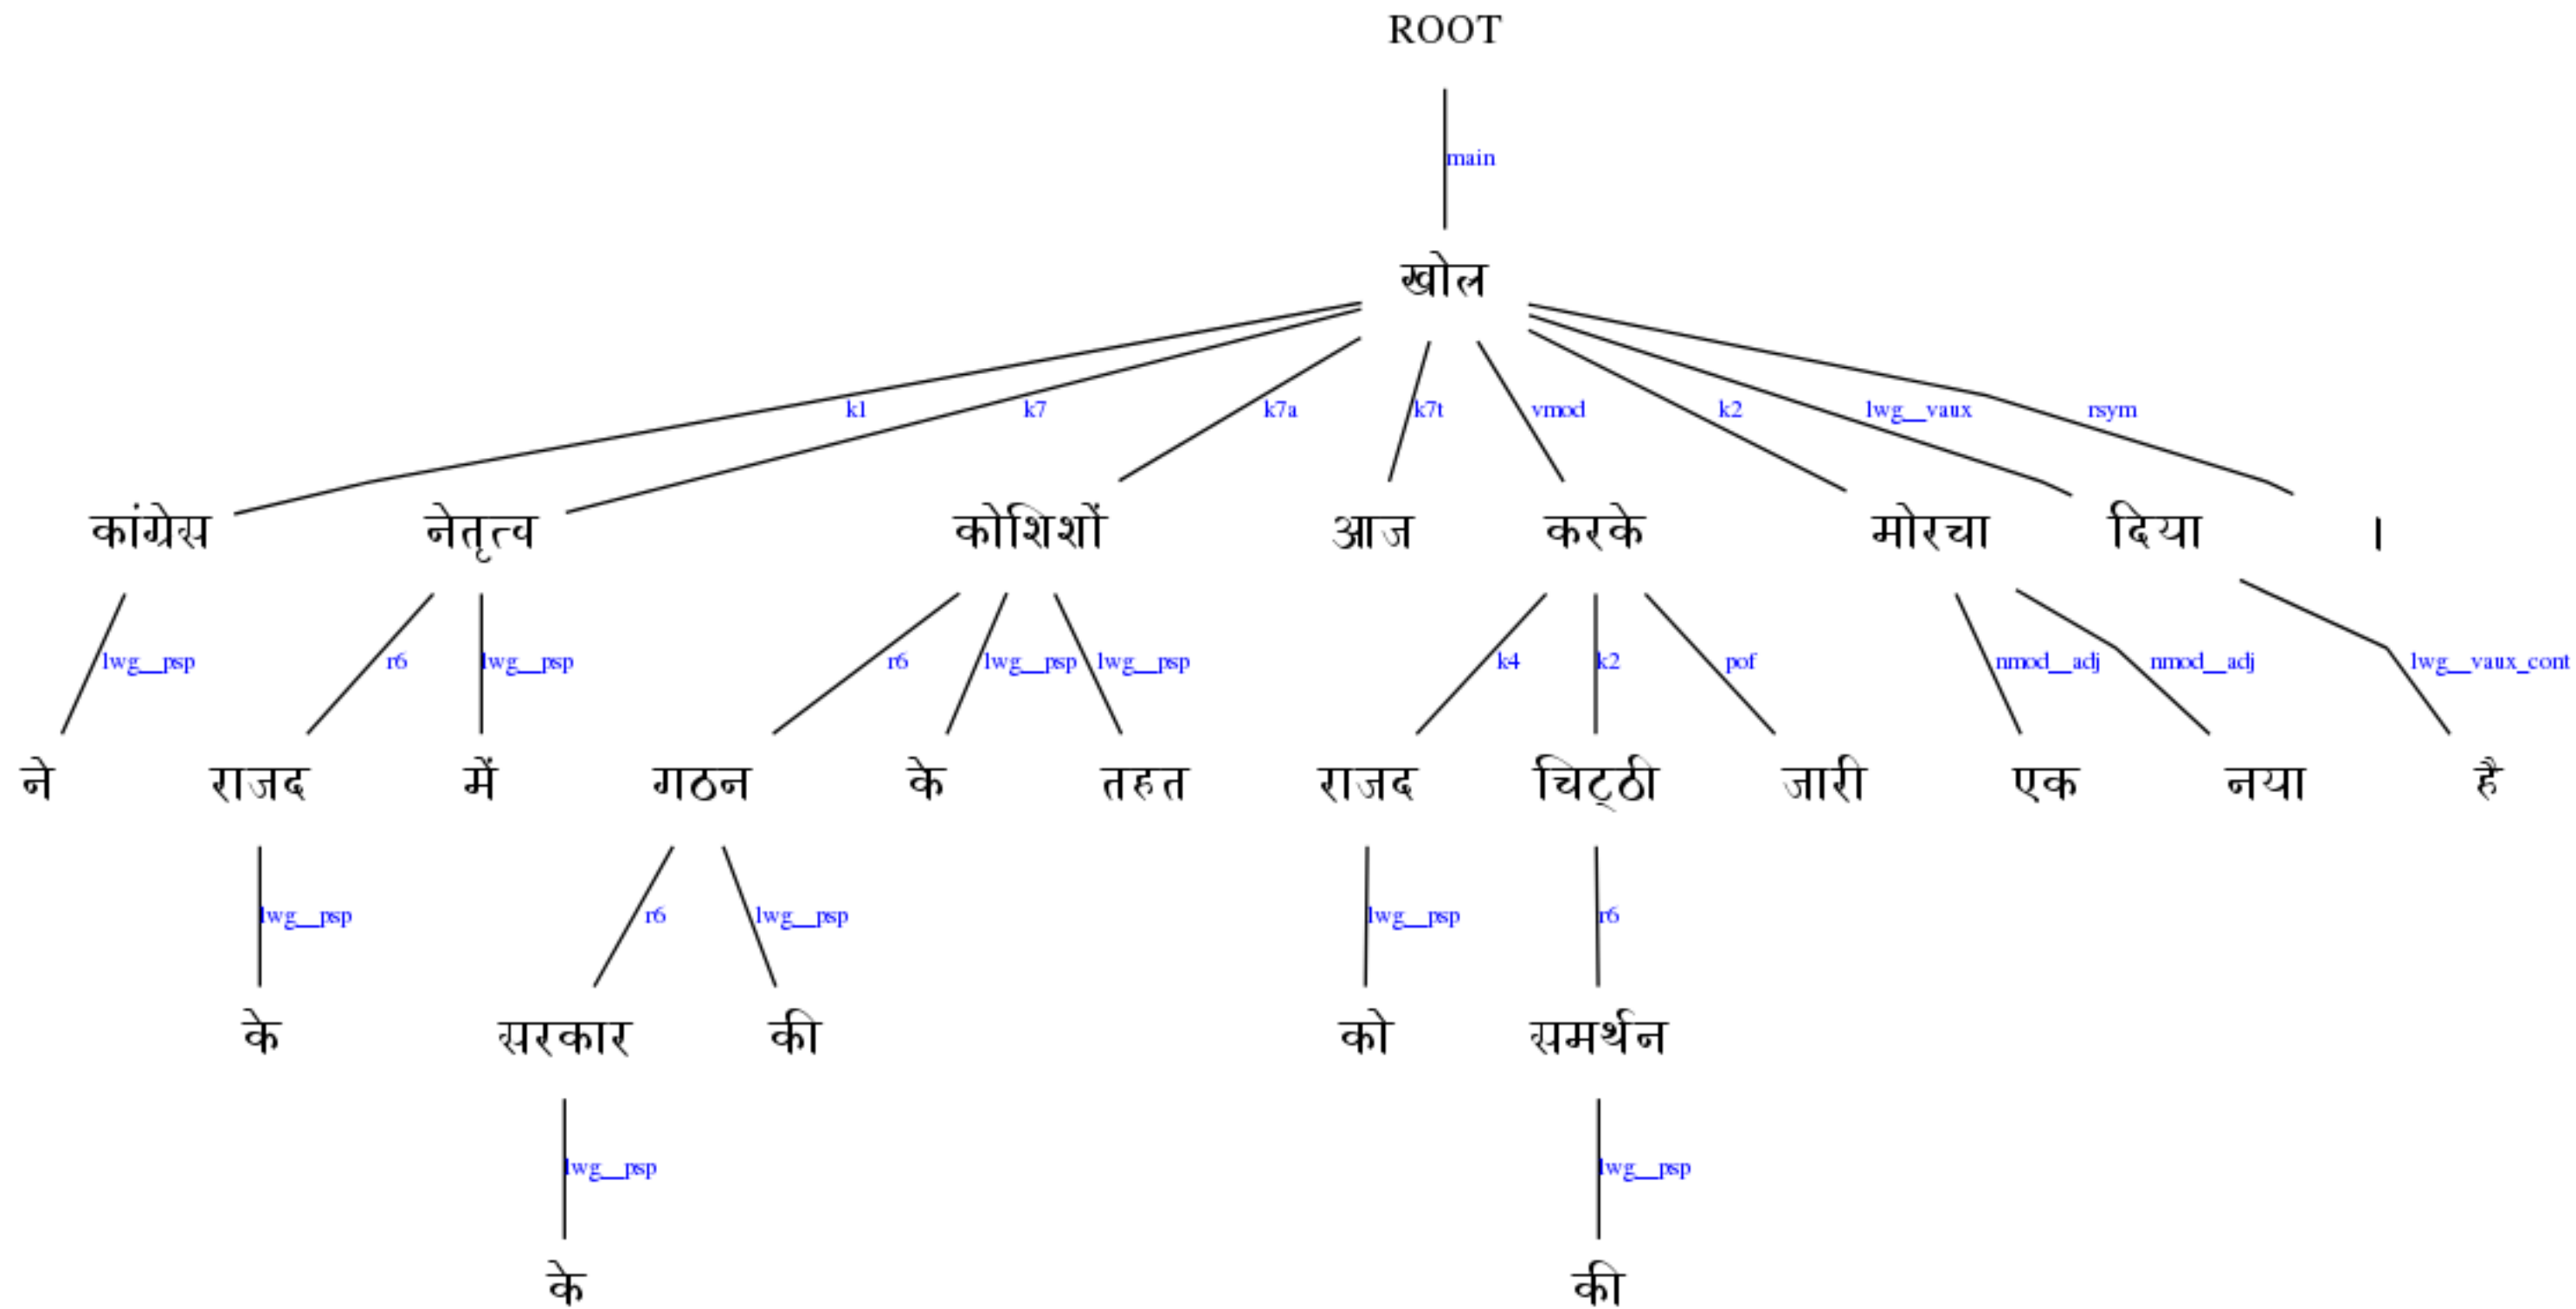 ROOT
main
खोल
k1 k7 k7a k7t vmod k2 lwg__vaux rsym
कांग्रेस नेतृत्व कोशिशों आज करके मोरचा दिया ।
lwg__psp r6 lwg__psp r6 lwg__psp lwg__psp k4 k2 pof nmod__adj nmod__adj lwg__vaux_cont
ने राजद में गठन के तहत राजद चिट्ठी जारी एक नया है
lwg__psp r6 lwg__psp lwg__psp r6
के सरकार की को समर्थन
lwg__psp lwg__psp
के की